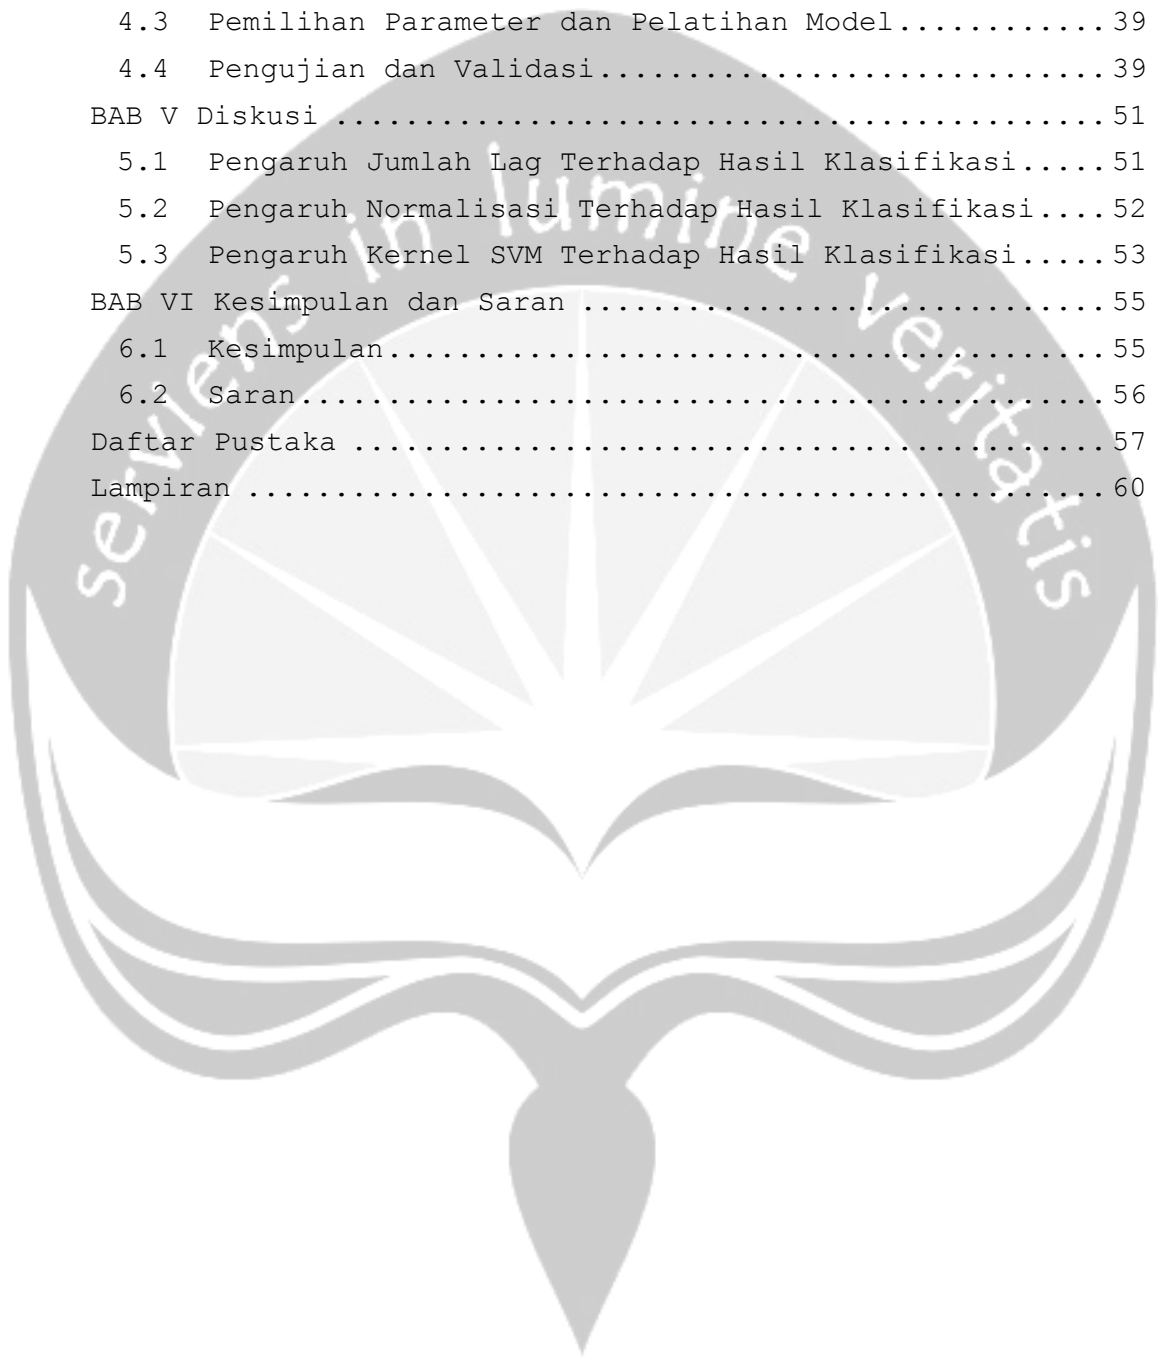 4.3 Pemilihan Parameter dan Pelatihan Model............39
4.4 Pengujian dan Validasi.............................39
BAB V Diskusi ............................................51
5.1 Pengaruh Jumlah Lag Terhadap Hasil Klasifikasi.....51
5.2 Pengaruh Normalisasi Terhadap Hasil Klasifikasi....52
5.3 Pengaruh Kernel SVM Terhadap Hasil Klasifikasi.....53
BAB VI Kesimpulan dan Saran ..............................55
6.1 Kesimpulan.........................................55
6.2 Saran..............................................56
Daftar Pustaka ...........................................57
Lampiran .................................................60
serviens in lumine veritatis